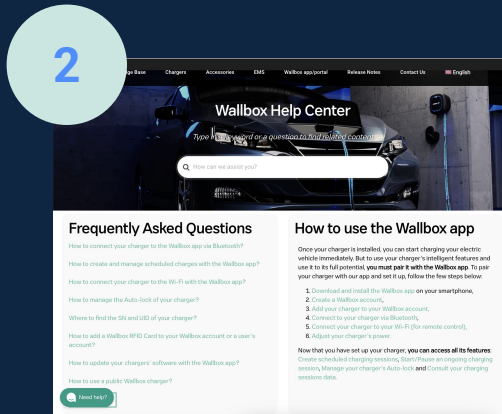 2
ge Base Chargers Accessories EMS Wallbox app/portal Release Notes Contact Us English
Wallbox Help Center
Type keyword or a question to find related content
How can we assist you?
Frequently Asked Questions
How to connect your charger to the Wallbox app via Bluetooth?
How to create and manage scheduled charges with the Wallbox app?
How to connect your charger to the Wi-Fi with the Wallbox app?
How to manage the Auto-lock of your charger?
Where to find the SN and UID of your charger?
How to add a Wallbox RFID Card to your Wallbox account or a user's
account?
How to update your chargers' software with the Wallbox app?
How to use a public Wallbox charger?
Need help?
How to use the Wallbox app
Once your charger is installed, you can start charging your electric
vehicle immediately. But to use your charger's intelligent features and
use it to its full potential, you must pair it with the Wallbox app. To pair
your charger with our app and set it up, follow the few steps below:
1. Download and install the Wallbox app on your smartphone,
2. Create a Wallbox account,
3. Add your charger to your Wallbox account,
4. Connect to your charger via Bluetooth,
5. Connect your charger to your Wi-Fi (for remote control),
6. Adjust your charger's power.
Now that you have set up your charger, you can access all its features:
Create scheduled charging sessions, Start/Pause an ongoing charging
session, Manage your charger's Auto-lock and Consult your charging
sessions data.